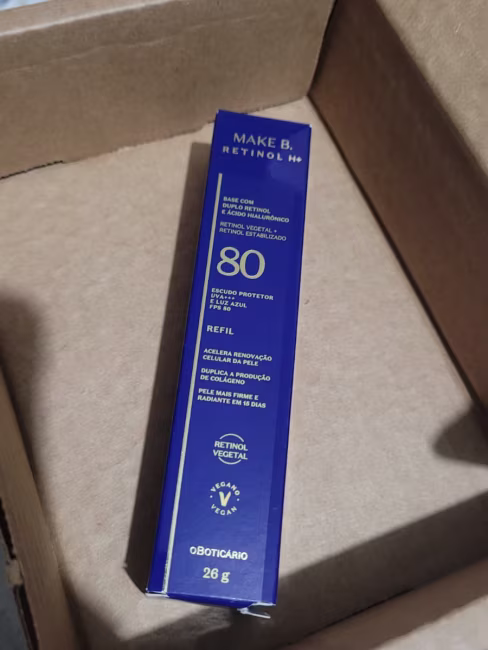 MAKE B.
RETINOL H+
BASE COM
DUPLO RETINOL
E ÁCIDO HIALURÔNICO
RETINOL VEGETAL +
RETINOL ESTABILIZADO
80
ESCUDO PROTETOR
UVA+++
E LUZ AZUL
FPS 80
REFIL
ACELERA RENOVAÇÃO
CELULAR DA PELE
DUPLICA A PRODUÇÃO
DE COLÁGENO
PELE MAIS FIRME E
RADIANTE EM 15 DIAS
RETINOL
VEGETAL
VEGANO
V
VEGAN
oBOTICÁRIO
26 g